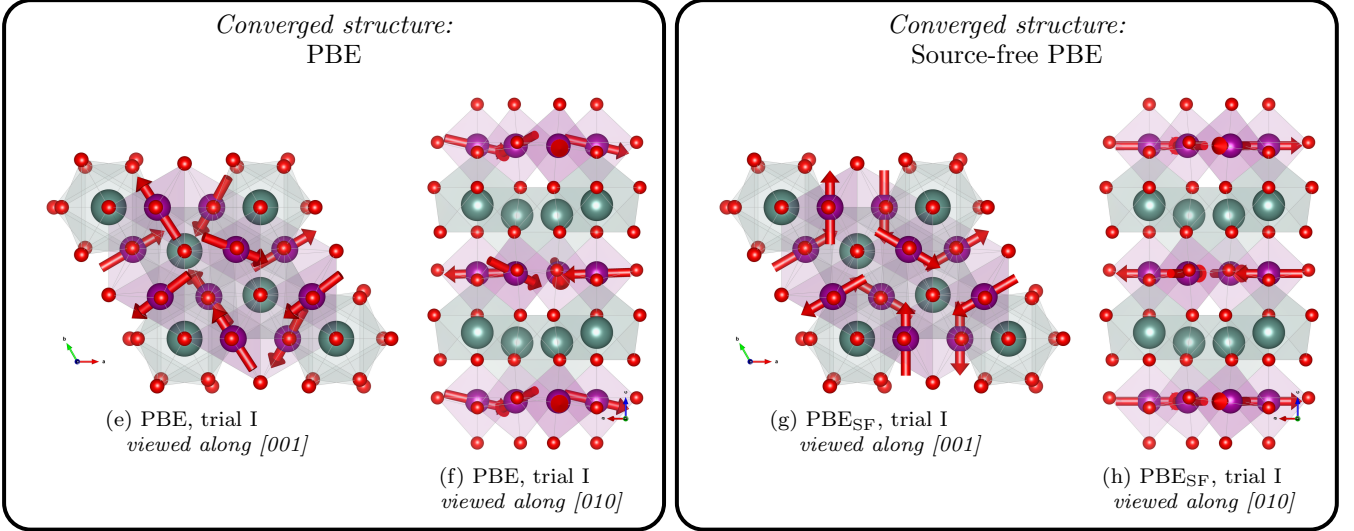 Converged structure:
PBE
(e) PBE, trial I
viewed along [001]
(f) PBE, trial I
viewed along [010]
Converged structure:
Source-free PBE
(g) PBE_SF, trial I
viewed along [001]
(h) PBE_SF, trial I
viewed along [010]
b
a
b
a